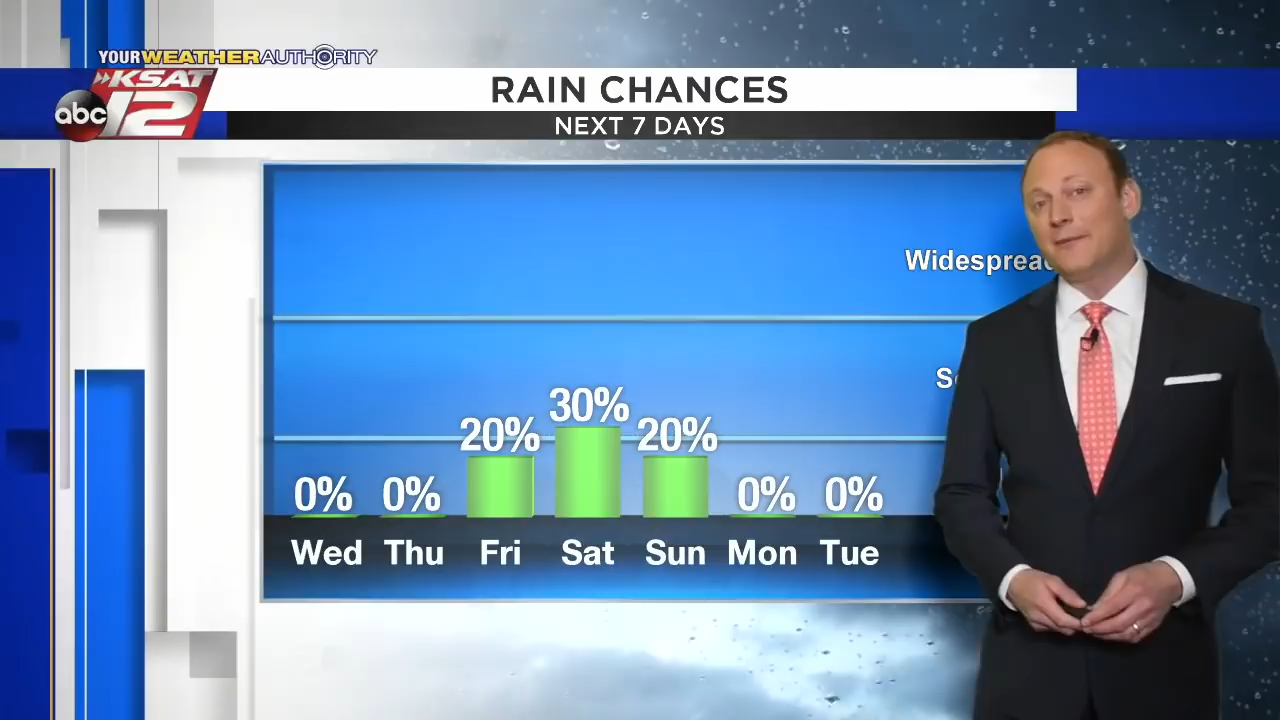 YOURWEATHERAUTHORITY
KSAT
abc 12
RAIN CHANCES
NEXT 7 DAYS
0% 0% 20% 30% 20% 0% 0%
Wed Thu Fri Sat Sun Mon Tue